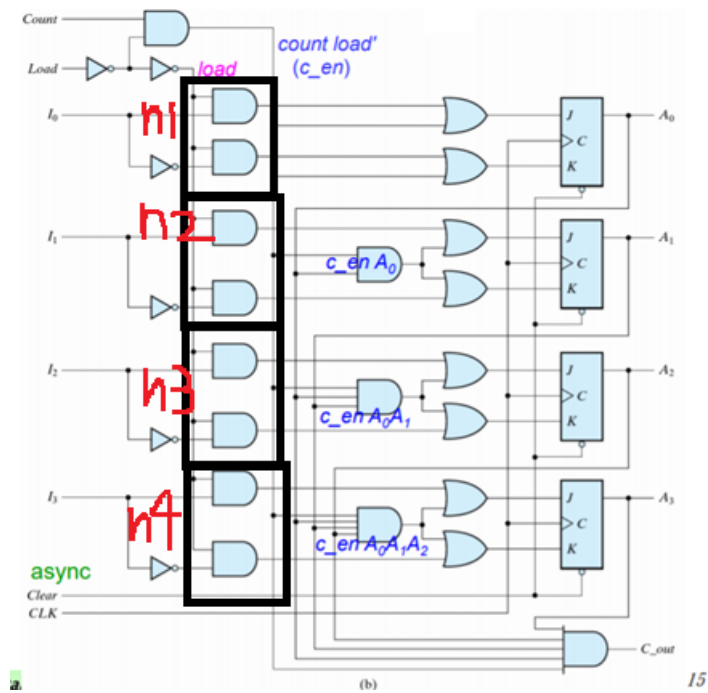 Count
count load'
(c_en)
Load
load
I₀
n1
J
A₀
C
K
I₁
n2
J
A₁
c_en A₀
C
K
I₂
n3
J
A₂
C
c_en A₀A₁
K
I₃
n4
J
A₃
C
c_en A₀A₁A₂
K
async
Clear
CLK
C_out
a.
(b)
15